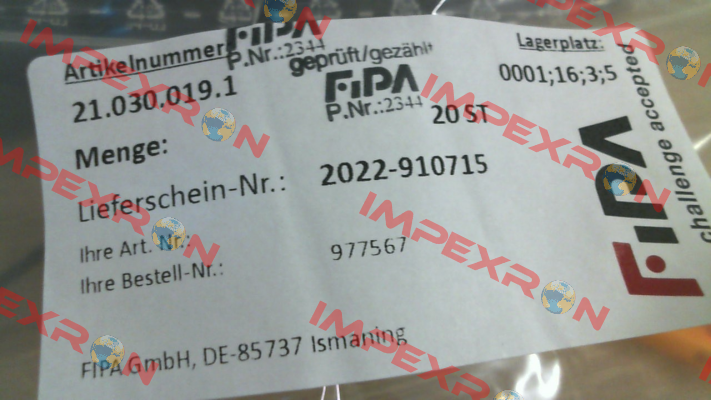 FIPA
P.Nr.:2344
geprüft/gezählt
Artikelnummer
21.030.019.1
FIPA
P.Nr.:2344
Lagerplatz:
0001;16;3;5
Menge:
20 ST
Lieferschein-Nr.: 2022-910715
Ihre Art. Nr.: 977567
Ihre Bestell-Nr.:
FIPA GmbH, DE-85737 Ismaning
FIPA
challenge accepted
IMPEXRON
IMPEXRON
IMPEXRON
IMPEXRON